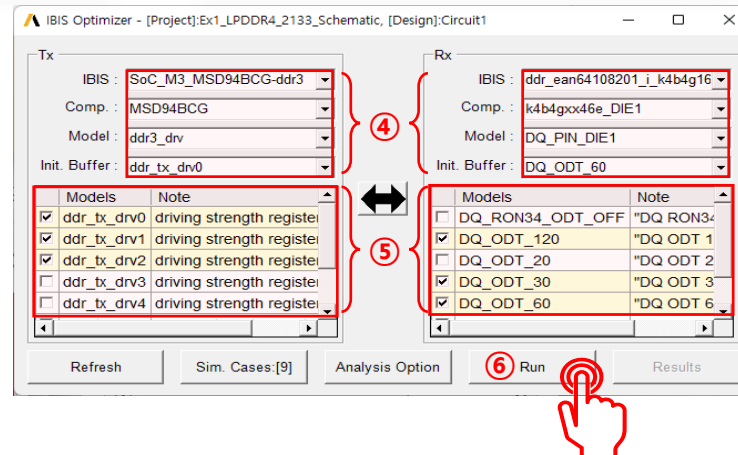 IBIS Optimizer - [Project]:Ex1_LPDDR4_2133_Schematic, [Design]:Circuit1
Tx
IBIS : SoC_M3_MSD94BCG-ddr3
Comp. : MSD94BCG
Model : ddr3_drv
Init. Buffer : ddr_tx_drv0
Models Note
ddr_tx_drv0 driving strength register
ddr_tx_drv1 driving strength register
ddr_tx_drv2 driving strength register
ddr_tx_drv3 driving strength register
ddr_tx_drv4 driving strength register
④
⑤
Rx
IBIS : ddr_ean64108201_i_k4b4g16
Comp. : k4b4gxx46e_DIE1
Model : DQ_PIN_DIE1
Init. Buffer : DQ_ODT_60
Models Note
DQ_RON34_ODT_OFF "DQ RON34
DQ_ODT_120 "DQ ODT 1
DQ_ODT_20 "DQ ODT 2
DQ_ODT_30 "DQ ODT 3
DQ_ODT_60 "DQ ODT 6
Refresh Sim. Cases:[9] Analysis Option ⑥ Run Results